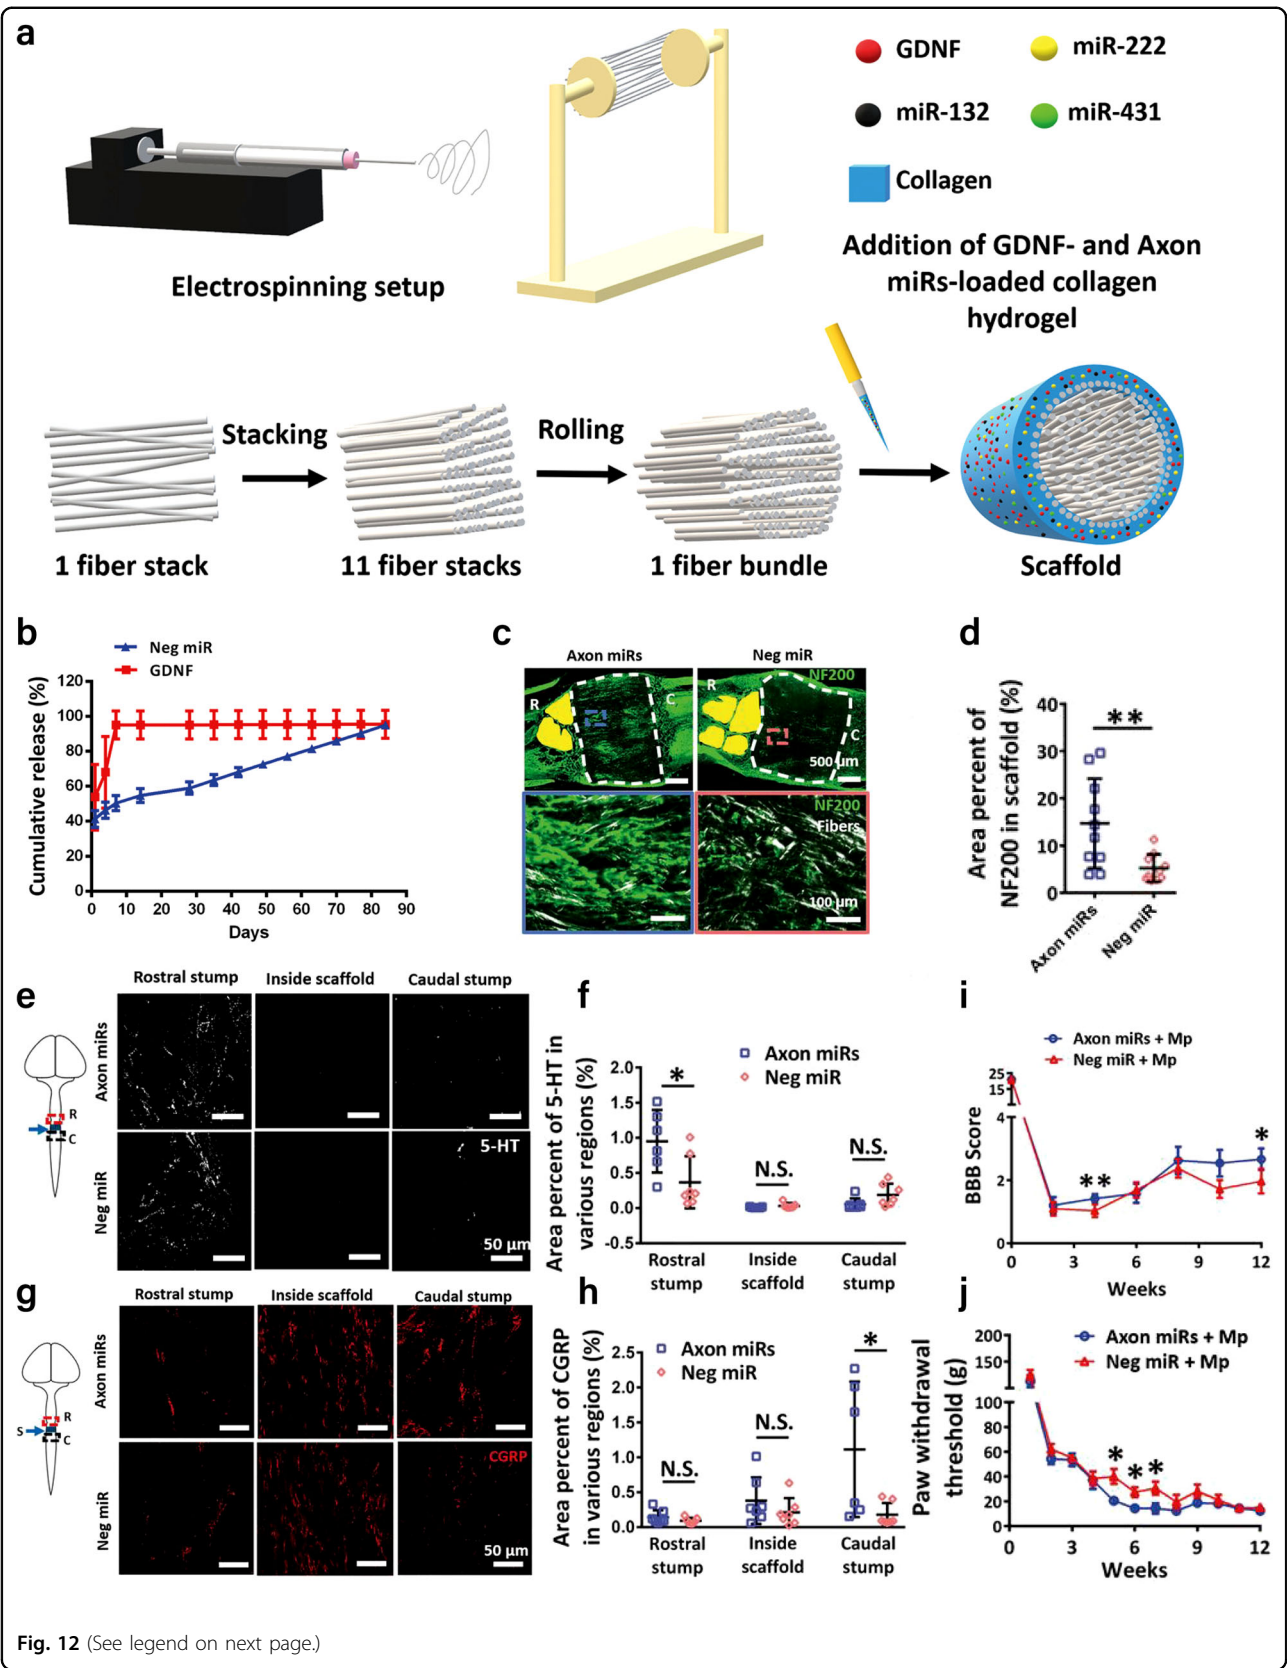 a
GDNF
miR-222
miR-132
miR-431
Collagen
Electrospinning setup
Addition of GDNF- and Axon
miRs-loaded collagen
hydrogel
Stacking
Rolling
1 fiber stack
11 fiber stacks
1 fiber bundle
Scaffold
b
Neg miR
GDNF
Cumulative release (%)
120
100
80
60
40
20
0
0 10 20 30 40 50 60 70 80 90
Days
c
Axon miRs
Neg miR
R
C
R
NF200
C
500 µm
NF200
Fibers
100 µm
d
Area percent of
NF200 in scaffold (%)
40
30
20
10
0
**
Axon miRs
Neg miR
e
Rostral stump
Inside scaffold
Caudal stump
Axon miRs
Neg miR
R
C
5-HT
50 µm
f
Area percent of 5-HT in
various regions (%)
Axon miRs
Neg miR
2.0
1.5
1.0
0.5
0.0
-0.5
*
N.S.
N.S.
Rostral
stump
Inside
scaffold
Caudal
stump
i
Axon miRs + Mp
Neg miR + Mp
BBB Score
25
15
4
2
0
**
*
0 3 6 9 12
Weeks
g
Rostral stump
Inside scaffold
Caudal stump
Axon miRs
Neg miR
R
S
C
CGRP
50 µm
h
Area percent of CGRP
in various regions (%)
Axon miRs
Neg miR
2.5
2.0
1.5
1.0
0.5
0.0
N.S.
N.S.
*
Rostral
stump
Inside
scaffold
Caudal
stump
j
Axon miRs + Mp
Neg miR + Mp
Paw withdrawal
threshold (g)
200
150
100
80
60
40
20
0
*
*
*
0 3 6 9 12
Weeks
Fig. 12 (See legend on next page.)